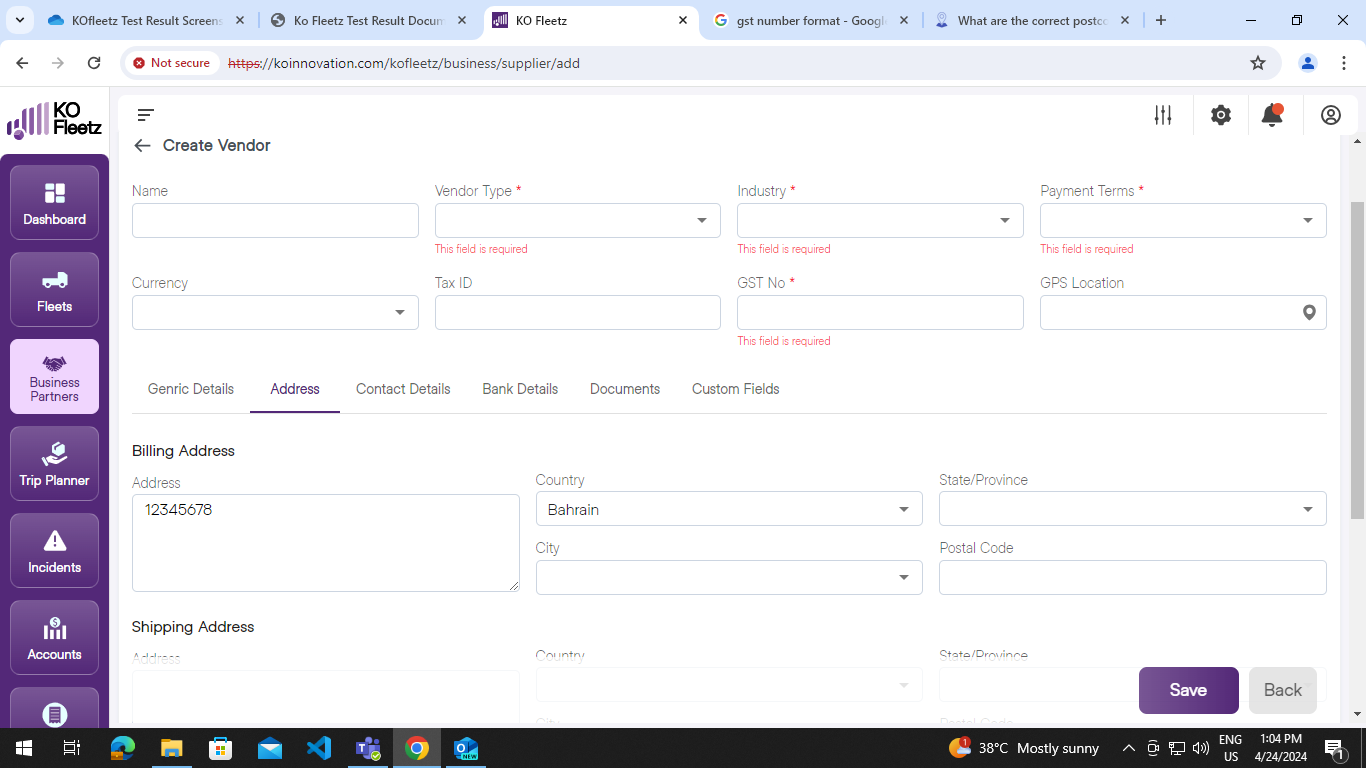 KOfleetz Test Result Screens
Ko Fleetz Test Result Docum
KO Fleetz
gst number format - Google
What are the correct postco
Not secure
https://koinnovation.com/kofleetz/business/supplier/add
KO
Fleetz
Create Vendor
Name
Vendor Type *
Industry *
Payment Terms *
This field is required
This field is required
This field is required
Currency
Tax ID
GST No *
GPS Location
This field is required
Genric Details
Address
Contact Details
Bank Details
Documents
Custom Fields
Billing Address
Address
12345678
Country
Bahrain
State/Province
City
Postal Code
Shipping Address
Address
Country
State/Province
City
Postal Code
Save
Back
Dashboard
Fleets
Business
Partners
Trip Planner
Incidents
Accounts
NEW
1
38°C Mostly sunny
ENG
US
1:04 PM
4/24/2024
1